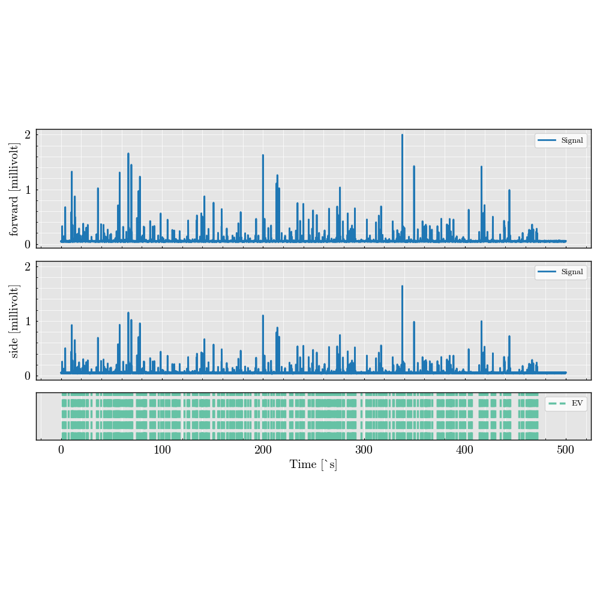 2
1
0
forward [millivolt]
Signal
2
1
0
side [millivolt]
Signal
EV
0 100 200 300 400 500
Time [`s]